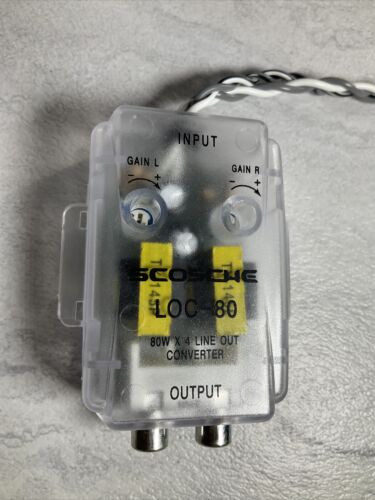 INPUT
GAIN L
GAIN R
- +
- +
SCOSCHE
LOC-80
80W X 4 LINE OUT
CONVERTER
OUTPUT